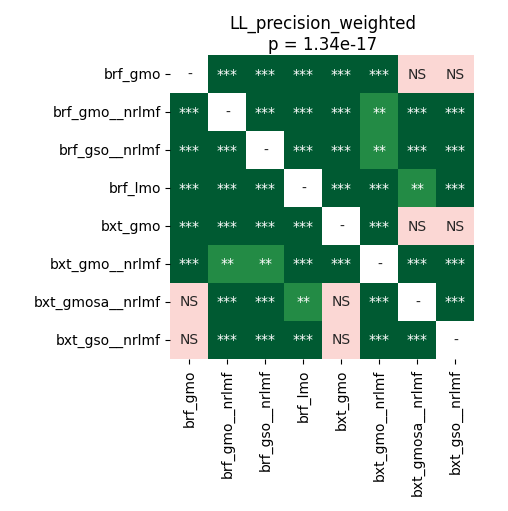 LL_precision_weighted
p = 1.34e-17
brf_gmo - *** *** *** *** *** NS NS
brf_gmo__nrlmf *** - *** *** *** ** *** ***
brf_gso__nrlmf *** *** - *** *** ** *** ***
brf_lmo *** *** *** - *** *** ** ***
bxt_gmo *** *** *** *** - *** NS NS
bxt_gmo__nrlmf *** ** ** *** *** - *** ***
bxt_gmosa__nrlmf NS *** *** ** NS *** - ***
bxt_gso__nrlmf NS *** *** *** NS *** *** -
brf_gmo
brf_gmo__nrlmf
brf_gso__nrlmf
brf_lmo
bxt_gmo
bxt_gmo__nrlmf
bxt_gmosa__nrlmf
bxt_gso__nrlmf